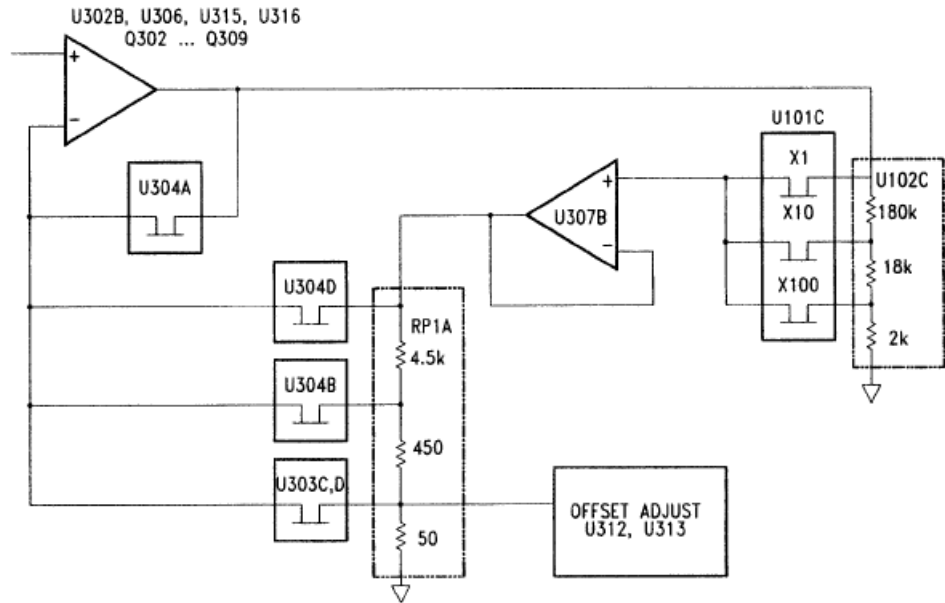 U302B, U306, U315, U316
Q302 ... Q309
+
−
U304A
U101C
X1
X10
X100
U102C
180k
18k
2k
+
U307B
−
U304D
RP1A
4.5k
U304B
450
U303C,D
50
OFFSET ADJUST
U312, U313